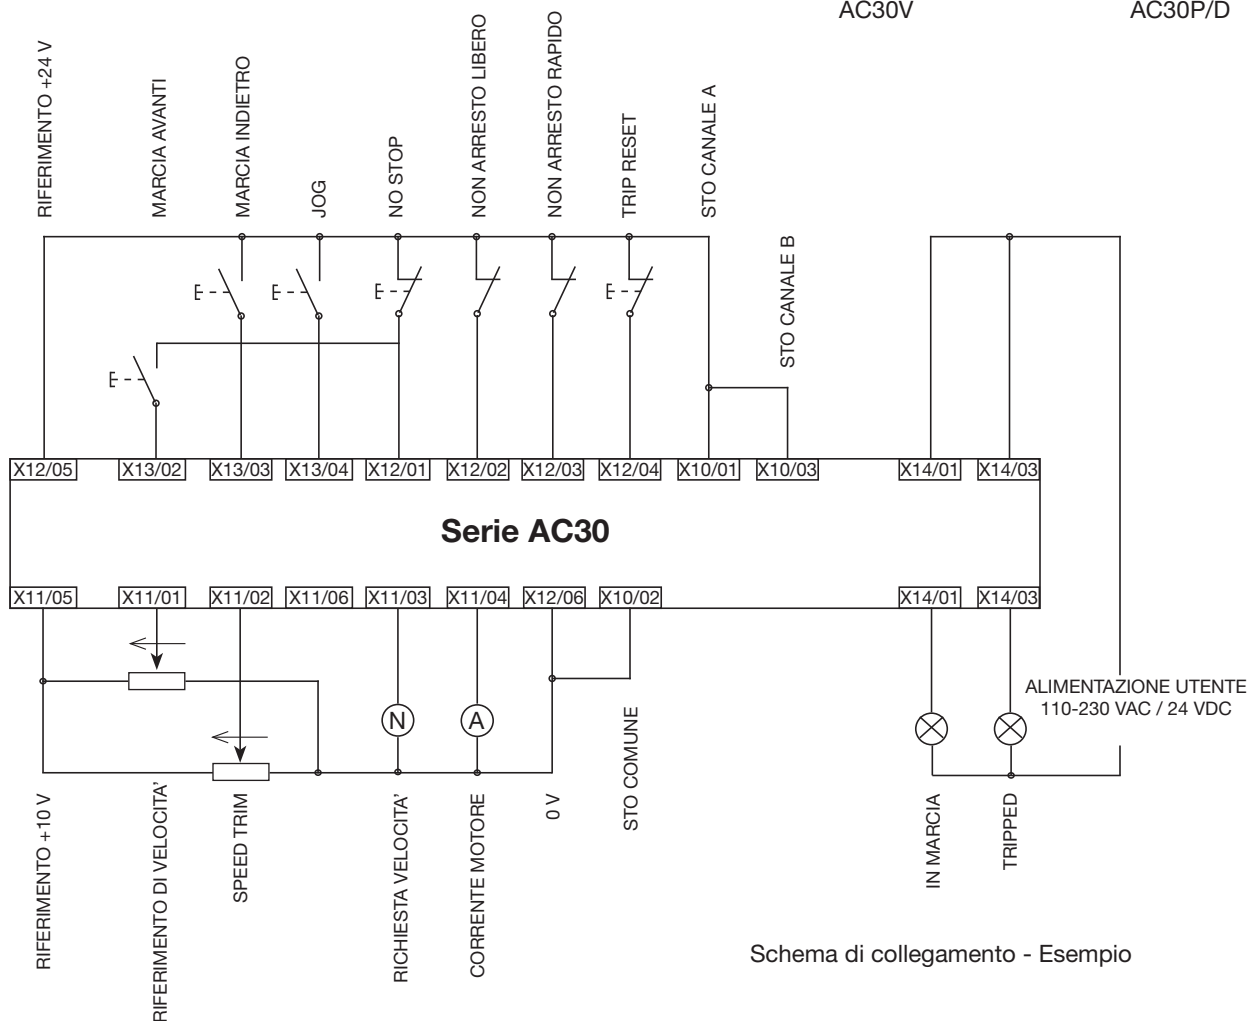 AC30V
AC30P/D
RIFERIMENTO +24 V
MARCIA AVANTI
MARCIA INDIETRO
JOG
NO STOP
NON ARRESTO LIBERO
NON ARRESTO RAPIDO
TRIP RESET
STO CANALE A
STO CANALE B
X12/05
X13/02
X13/03
X13/04
X12/01
X12/02
X12/03
X12/04
X10/01
X10/03
X14/01
X14/03
Serie AC30
X11/05
X11/01
X11/02
X11/06
X11/03
X11/04
X12/06
X10/02
X14/01
X14/03
N
A
ALIMENTAZIONE UTENTE
110-230 VAC / 24 VDC
RIFERIMENTO +10 V
RIFERIMENTO DI VELOCITA’
SPEED TRIM
RICHIESTA VELOCITA’
CORRENTE MOTORE
0 V
STO COMUNE
IN MARCIA
TRIPPED
Schema di collegamento - Esempio